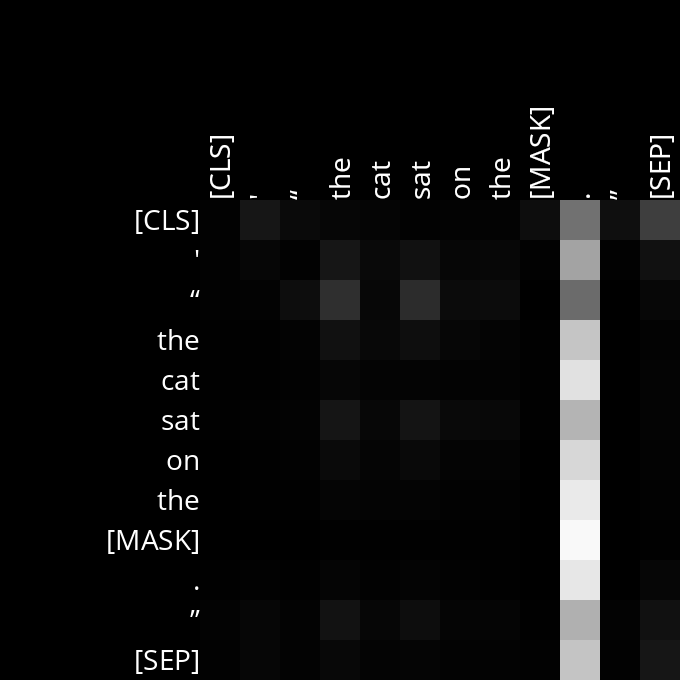 [CLS] ' “ the cat sat on the [MASK] . ” [SEP]
[CLS]
'
“
the
cat
sat
on
the
[MASK]
.
”
[SEP]